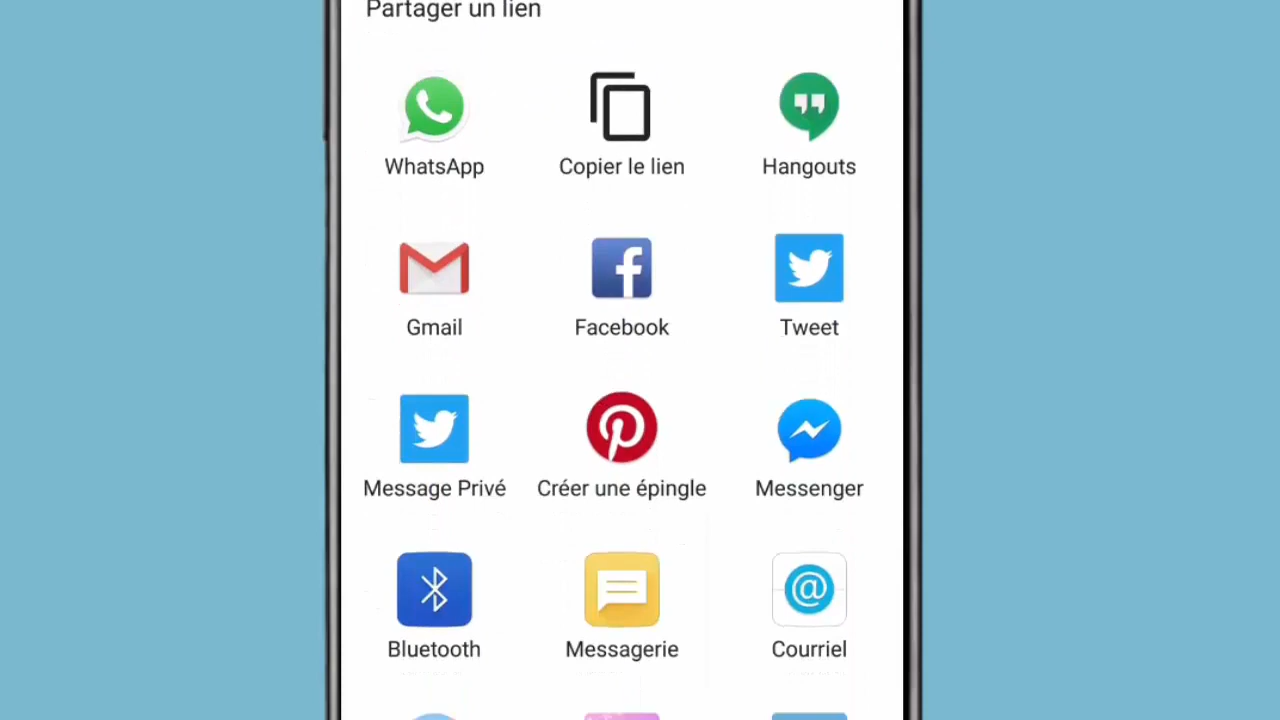 Partager un lien
WhatsApp
Copier le lien
Hangouts
Gmail
Facebook
Tweet
Message Privé
Créer une épingle
Messenger
Bluetooth
Messagerie
Courriel